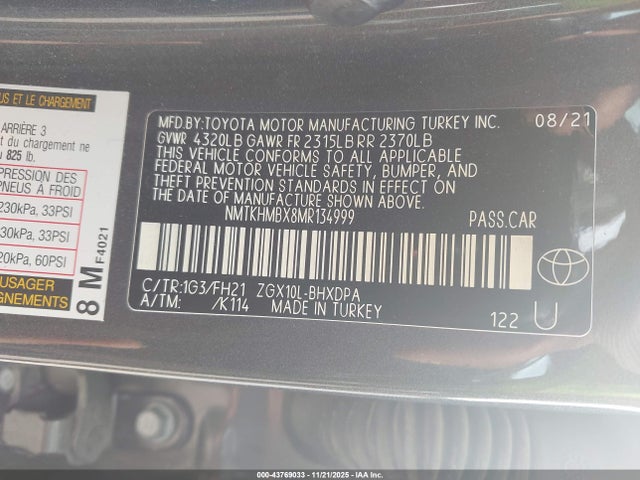 ET LE CHARGEMENT
ARRIÈRE 3
t du chargement ne
u 825 lb.
PRESSION DES
PNEUS À FROID
230kPa, 33PSI
30kPa, 33PSI
20kPa, 60PSI
USAGER
GNEMENTS
8 M F4021
MFD.BY:TOYOTA MOTOR MANUFACTURING TURKEY INC. 08/21
GVWR 4320LB GAWR FR 2315LB RR 2370LB
THIS VEHICLE CONFORMS TO ALL APPLICABLE
FEDERAL MOTOR VEHICLE SAFETY, BUMPER, AND
THEFT PREVENTION STANDARDS IN EFFECT ON
THE DATE OF MANUFACTURE SHOWN ABOVE.
NMTKHMBX8MR134999 PASS.CAR
C/TR:1G3/FH21 ZGX10L-BHXDPA
A/TM: /K114 MADE IN TURKEY 122 U
00-43769033 - 11/21/2025 - IAA Inc.